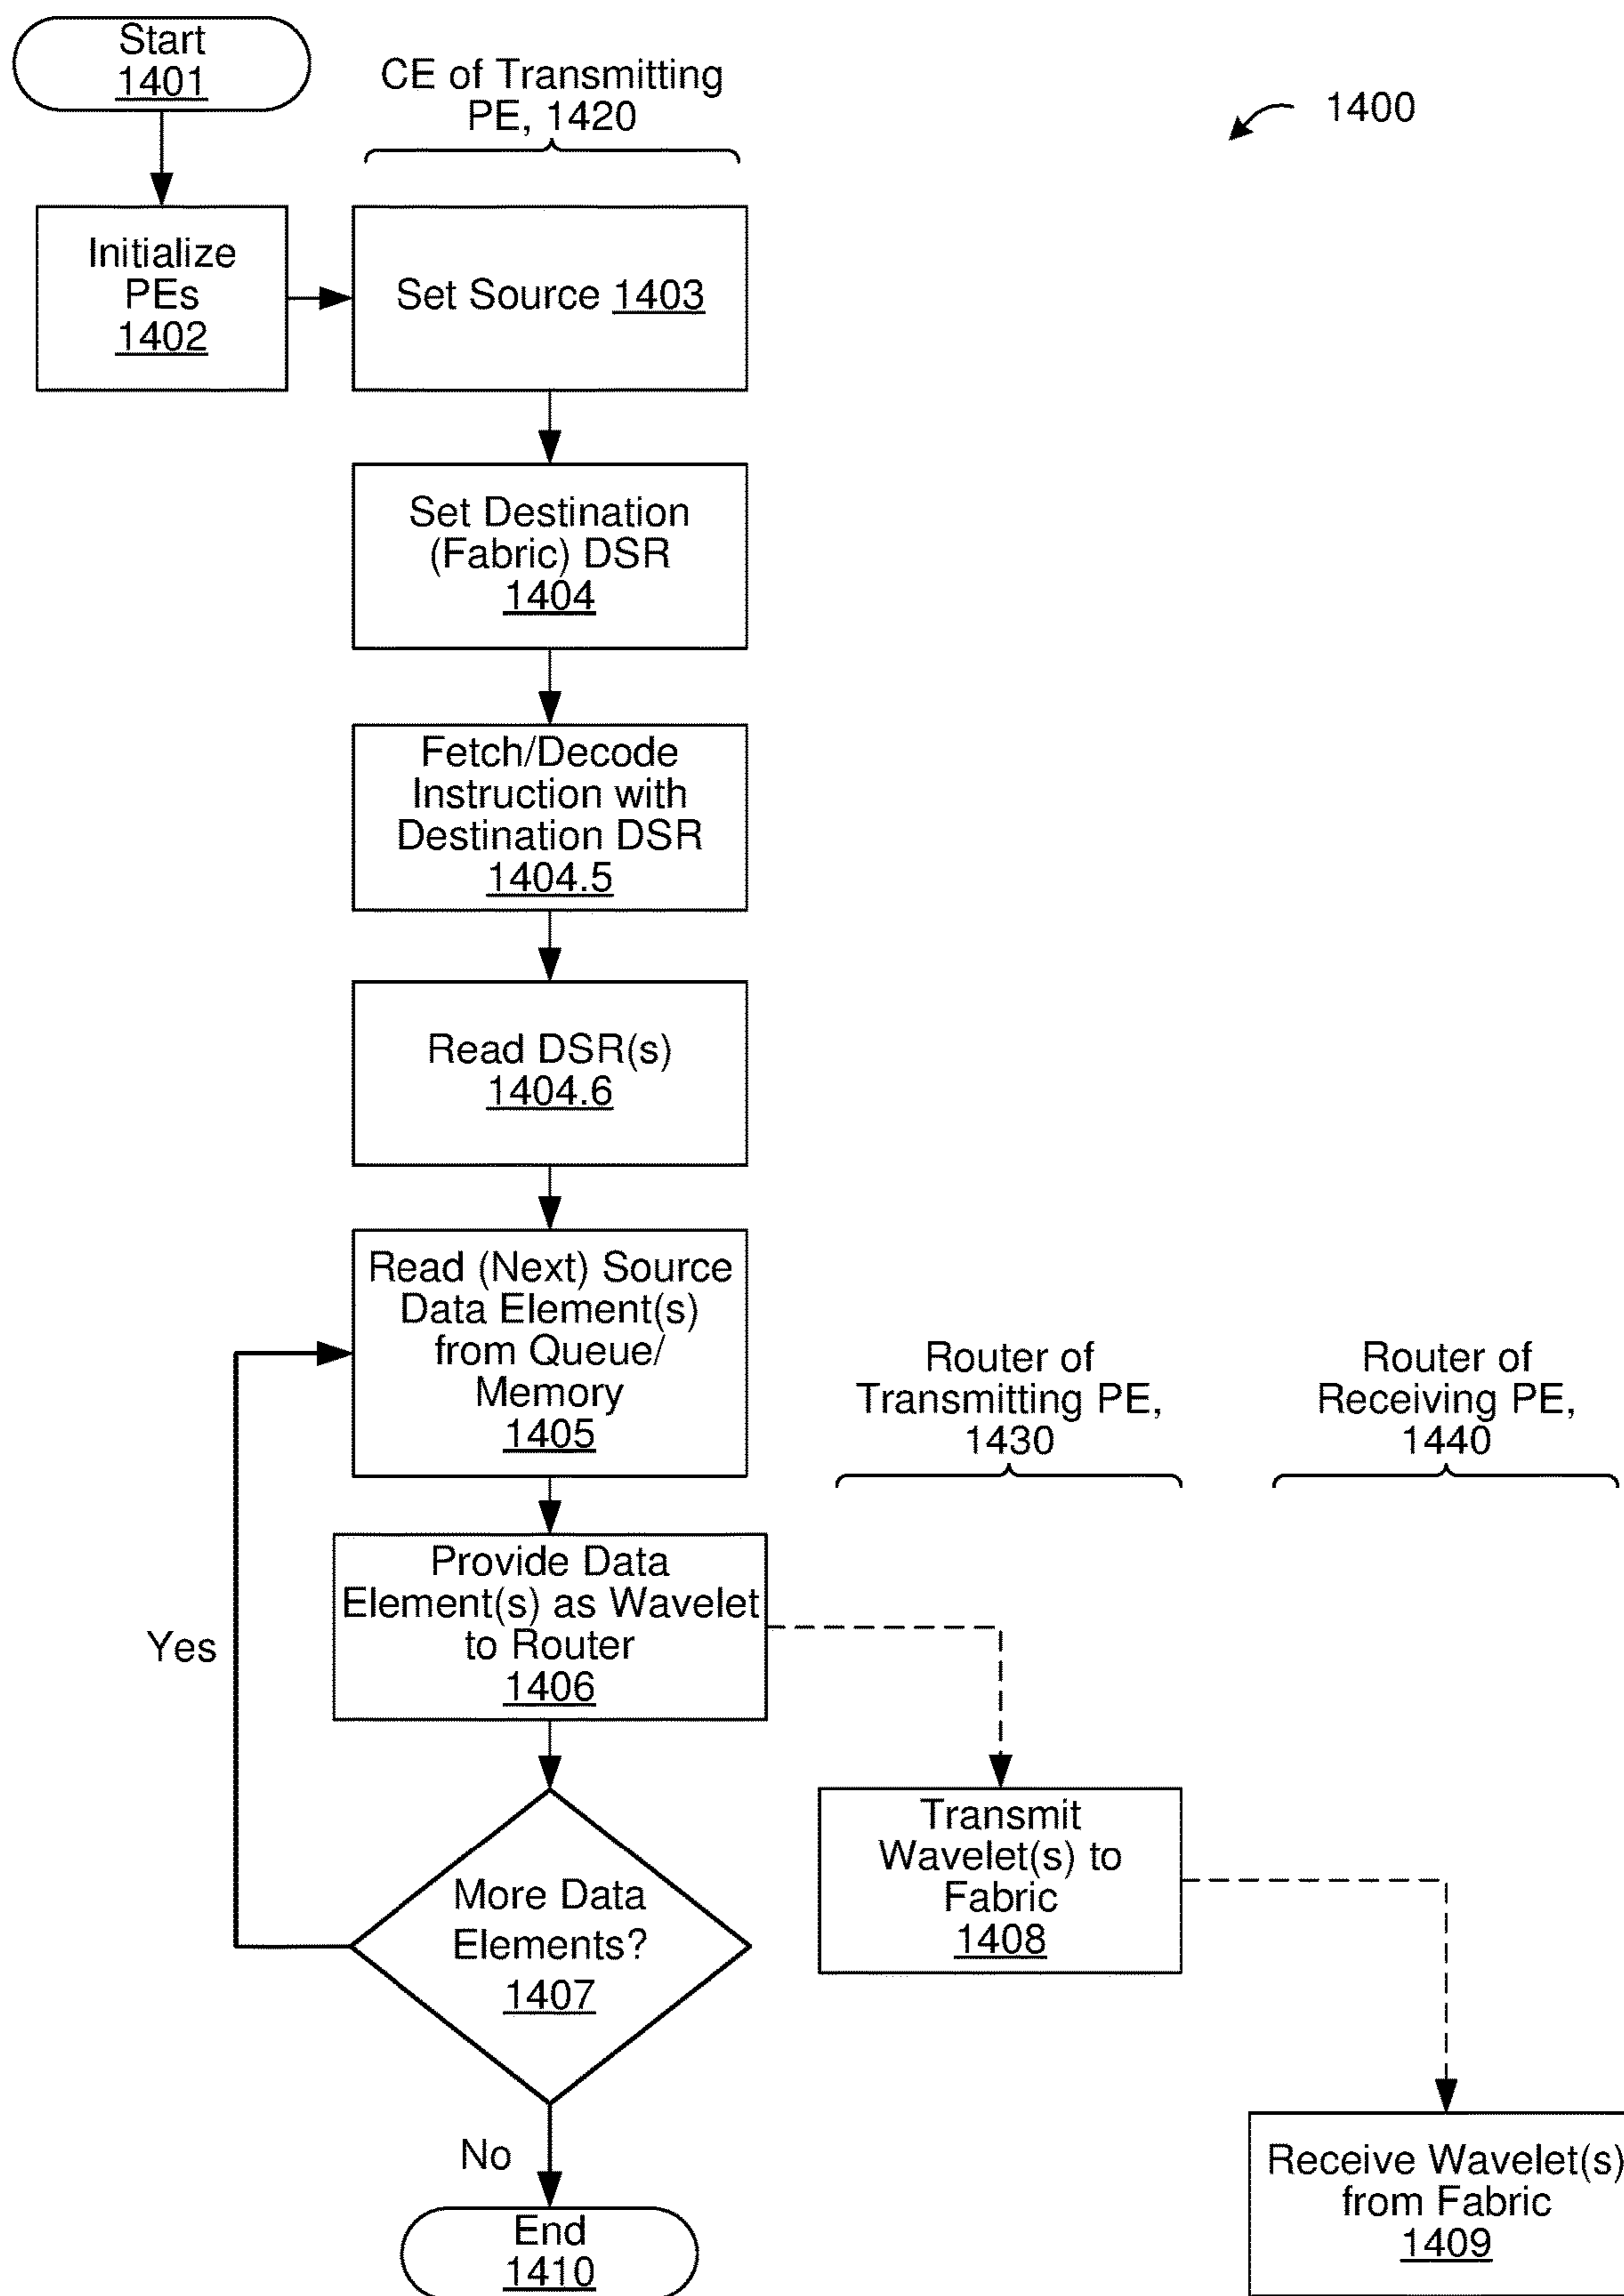 Start
1401
CE of Transmitting
PE, 1420
1400
Initialize
PEs
1402
Set Source 1403
Set Destination
(Fabric) DSR
1404
Fetch/Decode
Instruction with
Destination DSR
1404.5
Read DSR(s)
1404.6
Read (Next) Source
Data Element(s)
from Queue/
Memory
1405
Router of
Transmitting PE,
1430
Router of
Receiving PE,
1440
Provide Data
Element(s) as Wavelet
to Router
1406
Yes
Transmit
Wavelet(s) to
Fabric
1408
More Data
Elements?
1407
No
Receive Wavelet(s)
from Fabric
1409
End
1410